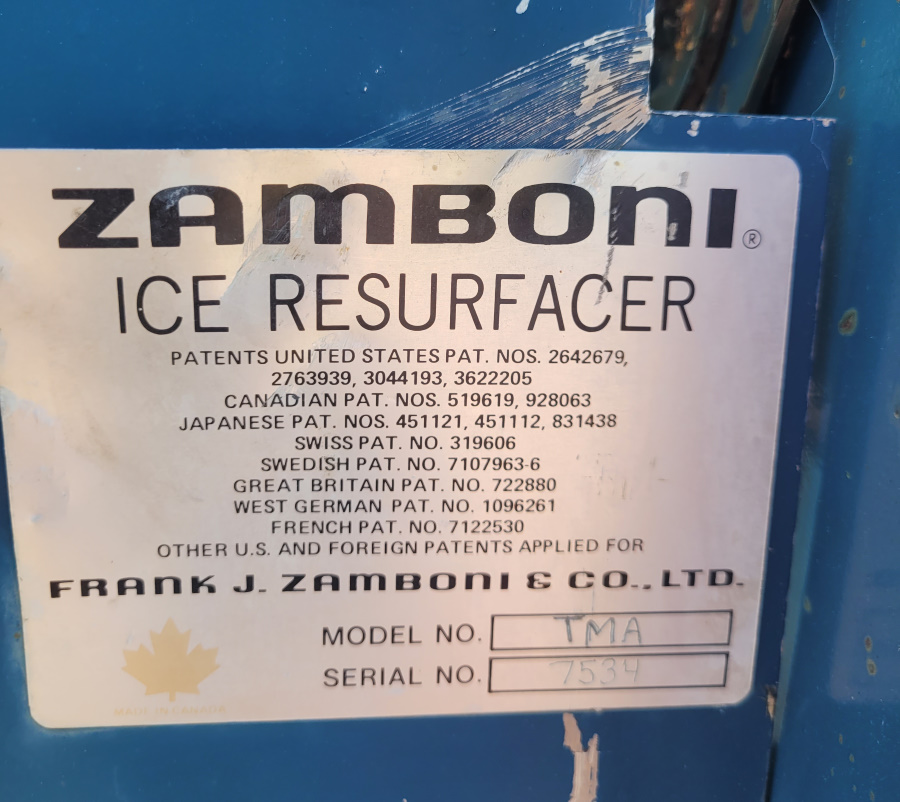 ZAMBONI®
ICE RESURFACER
PATENTS UNITED STATES PAT. NOS. 2642679,
2763939, 3044193, 3622205
CANADIAN PAT. NOS. 519619, 928063
JAPANESE PAT. NOS. 451121, 451112, 831438
SWISS PAT. NO. 319606
SWEDISH PAT. NO. 7107963-6
GREAT BRITAIN PAT. NO. 722880
WEST GERMAN PAT. NO. 1096261
FRENCH PAT. NO. 7122530
OTHER U.S. AND FOREIGN PATENTS APPLIED FOR
FRANK J. ZAMBONI & CO., LTD.
MODEL NO. TMA
SERIAL NO. 7534
MADE IN CANADA